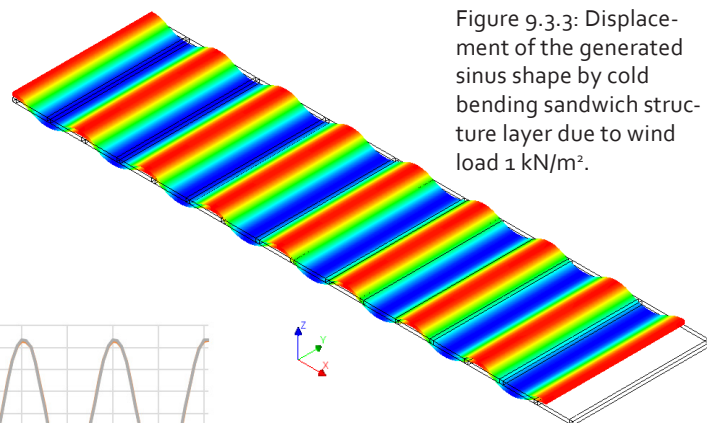 Figure 9.3.3: Displace-
ment of the generated
sinus shape by cold
bending sandwich struc-
ture layer due to wind
load 1 kN/m².
Z
Y
X